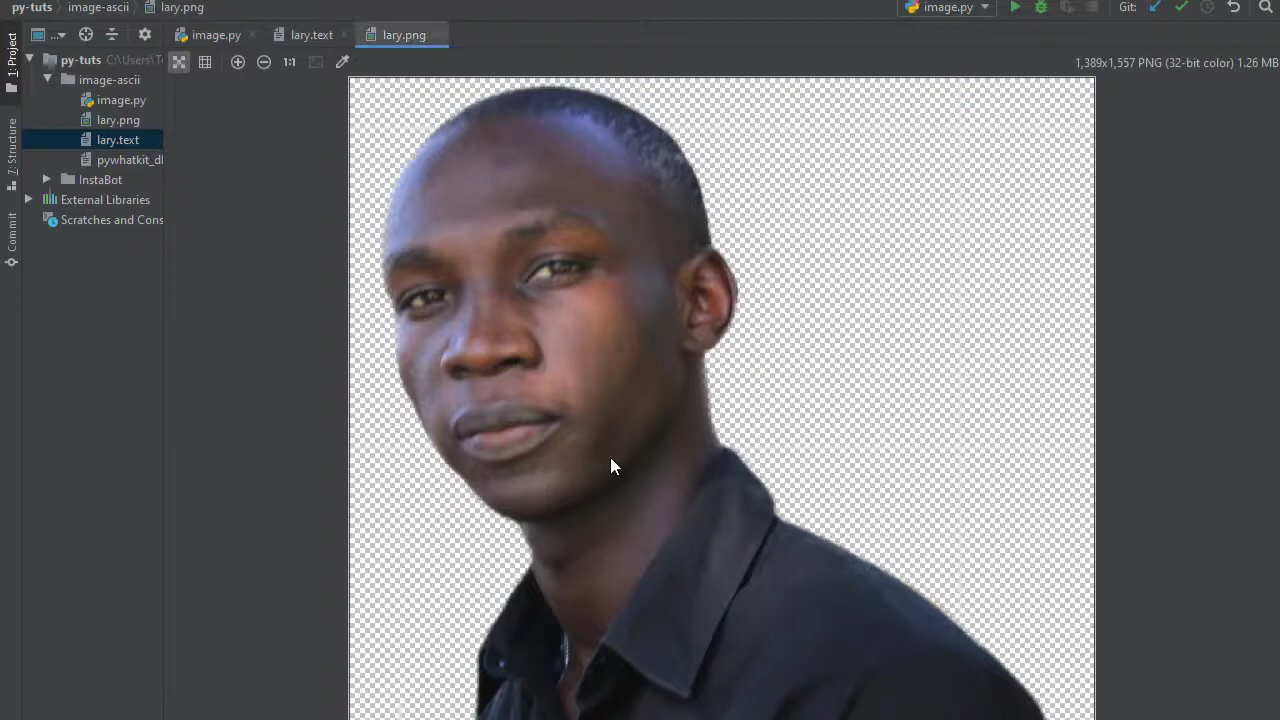 py-tuts image-ascii lary.png image.py Git:
1: Project image.py lary.text lary.png
py-tuts C:\Users\T
1:1 1,389x1,557 PNG (32-bit color) 1.26 MB
image-ascii
image.py
lary.png
7: Structure
lary.text
pywhatkit_d
InstaBot
External Libraries
Commit
Scratches and Cons